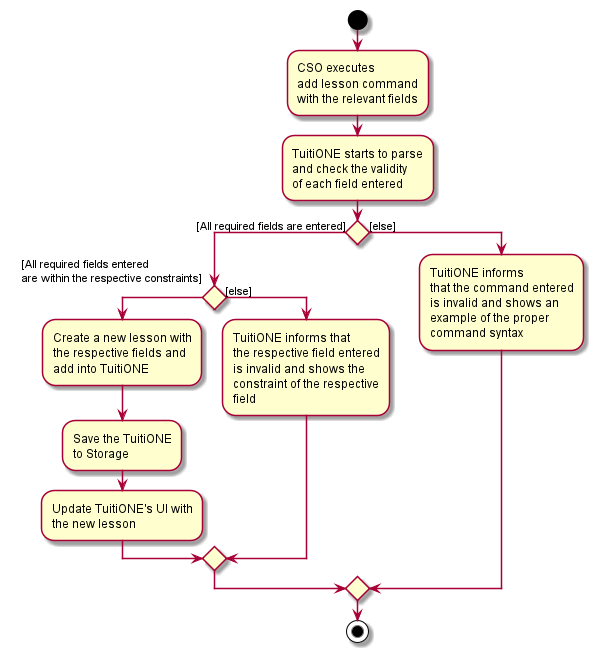 CSO executes
add lesson command
with the relevant fields
TuitiONE starts to parse
and check the validity
of each field entered
[All required fields are entered]
[else]
[All required fields entered
are within the respective constraints]
[else]
TuitiONE informs
that the command entered
is invalid and shows an
example of the proper
command syntax
Create a new lesson with
the respective fields and
add into TuitiONE
TuitiONE informs that
the respective field entered
is invalid and shows the
constraint of the respective
field
Save the TuitiONE
to Storage
Update TuitiONE's UI with
the new lesson